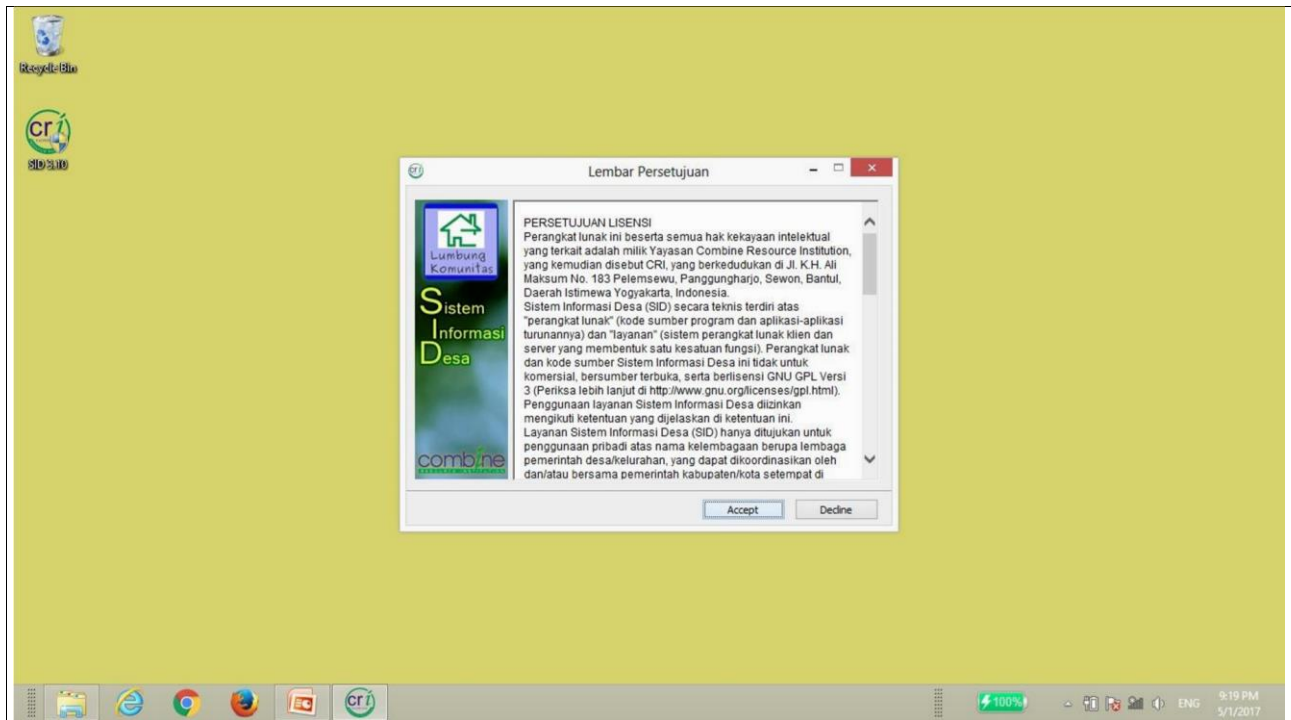 Recycle Bin
cri
SID 3.10
cri
Lembar Persetujuan
Lumbung
Komunitas
Sistem
Informasi
Desa
combine
PERSETUJUAN LISENSI
Perangkat lunak ini beserta semua hak kekayaan intelektual
yang terkait adalah milik Yayasan Combine Resource Institution,
yang kemudian disebut CRI, yang berkedudukan di Jl. K.H. Ali
Maksum No. 183 Pelemsewu, Panggungharjo, Sewon, Bantul,
Daerah Istimewa Yogyakarta, Indonesia.
Sistem Informasi Desa (SID) secara teknis terdiri atas
"perangkat lunak" (kode sumber program dan aplikasi-aplikasi
turunannya) dan "layanan" (sistem perangkat lunak klien dan
server yang membentuk satu kesatuan fungsi). Perangkat lunak
dan kode sumber Sistem Informasi Desa ini tidak untuk
komersial, bersumber terbuka, serta berlisensi GNU GPL Versi
3 (Periksa lebih lanjut di http://www.gnu.org/licenses/gpl.html).
Penggunaan layanan Sistem Informasi Desa diizinkan
mengikuti ketentuan yang dijelaskan di ketentuan ini.
Layanan Sistem Informasi Desa (SID) hanya ditujukan untuk
penggunaan pribadi atas nama kelembagaan berupa lembaga
pemerintah desa/kelurahan, yang dapat dikoordinasikan oleh
dan/atau bersama pemerintah kabupaten/kota setempat di
Accept
Decline
cri
100%
ENG
9:19 PM
5/1/2017